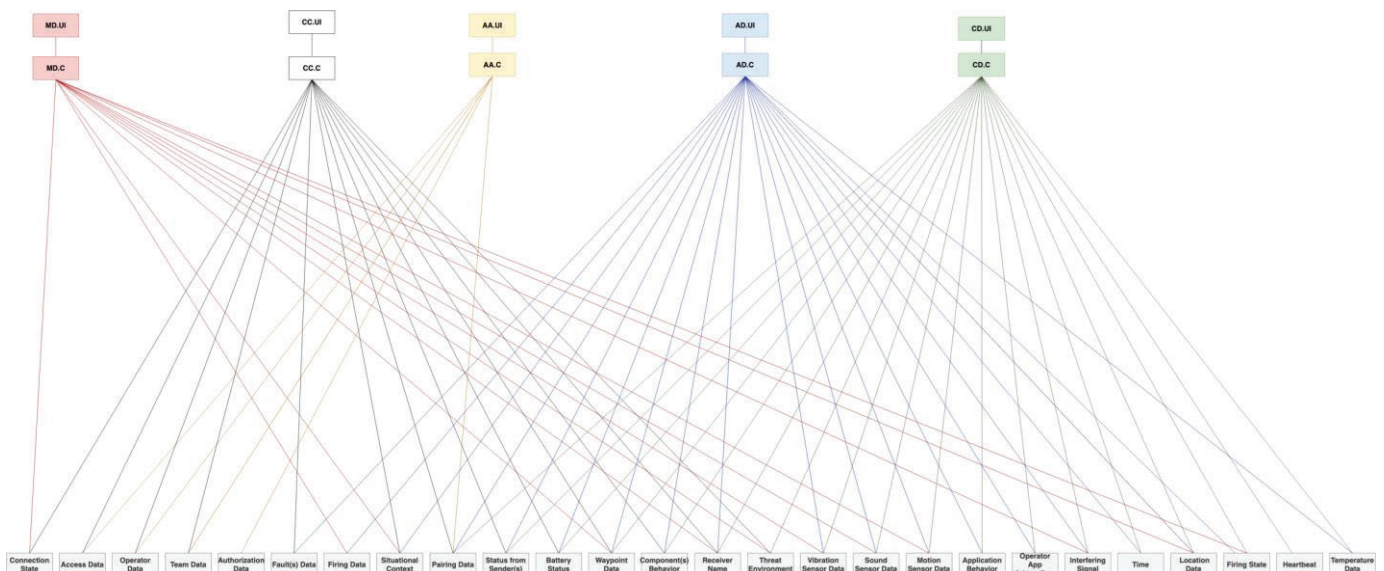 MD.UI
CC.UI
AA.UI
AD.UI
CD.UI
MD.C
CC.C
AA.C
AD.C
CD.C
Connection
State
Access Data
Operator
Data
Team Data
Authorization
Data
Fault(s) Data
Firing Data
Situational
Context
Pairing Data
Status from
Sender(s)
Battery
Status
Waypoint
Data
Component(s)
Behavior
Receiver
Name
Threat
Environment
Vibration
Sensor Data
Sound
Sensor Data
Motion
Sensor Data
Application
Behavior
Operator
App
Interfering
Signal
Time
Location
Data
Firing State
Heartbeat
Temperature
Data